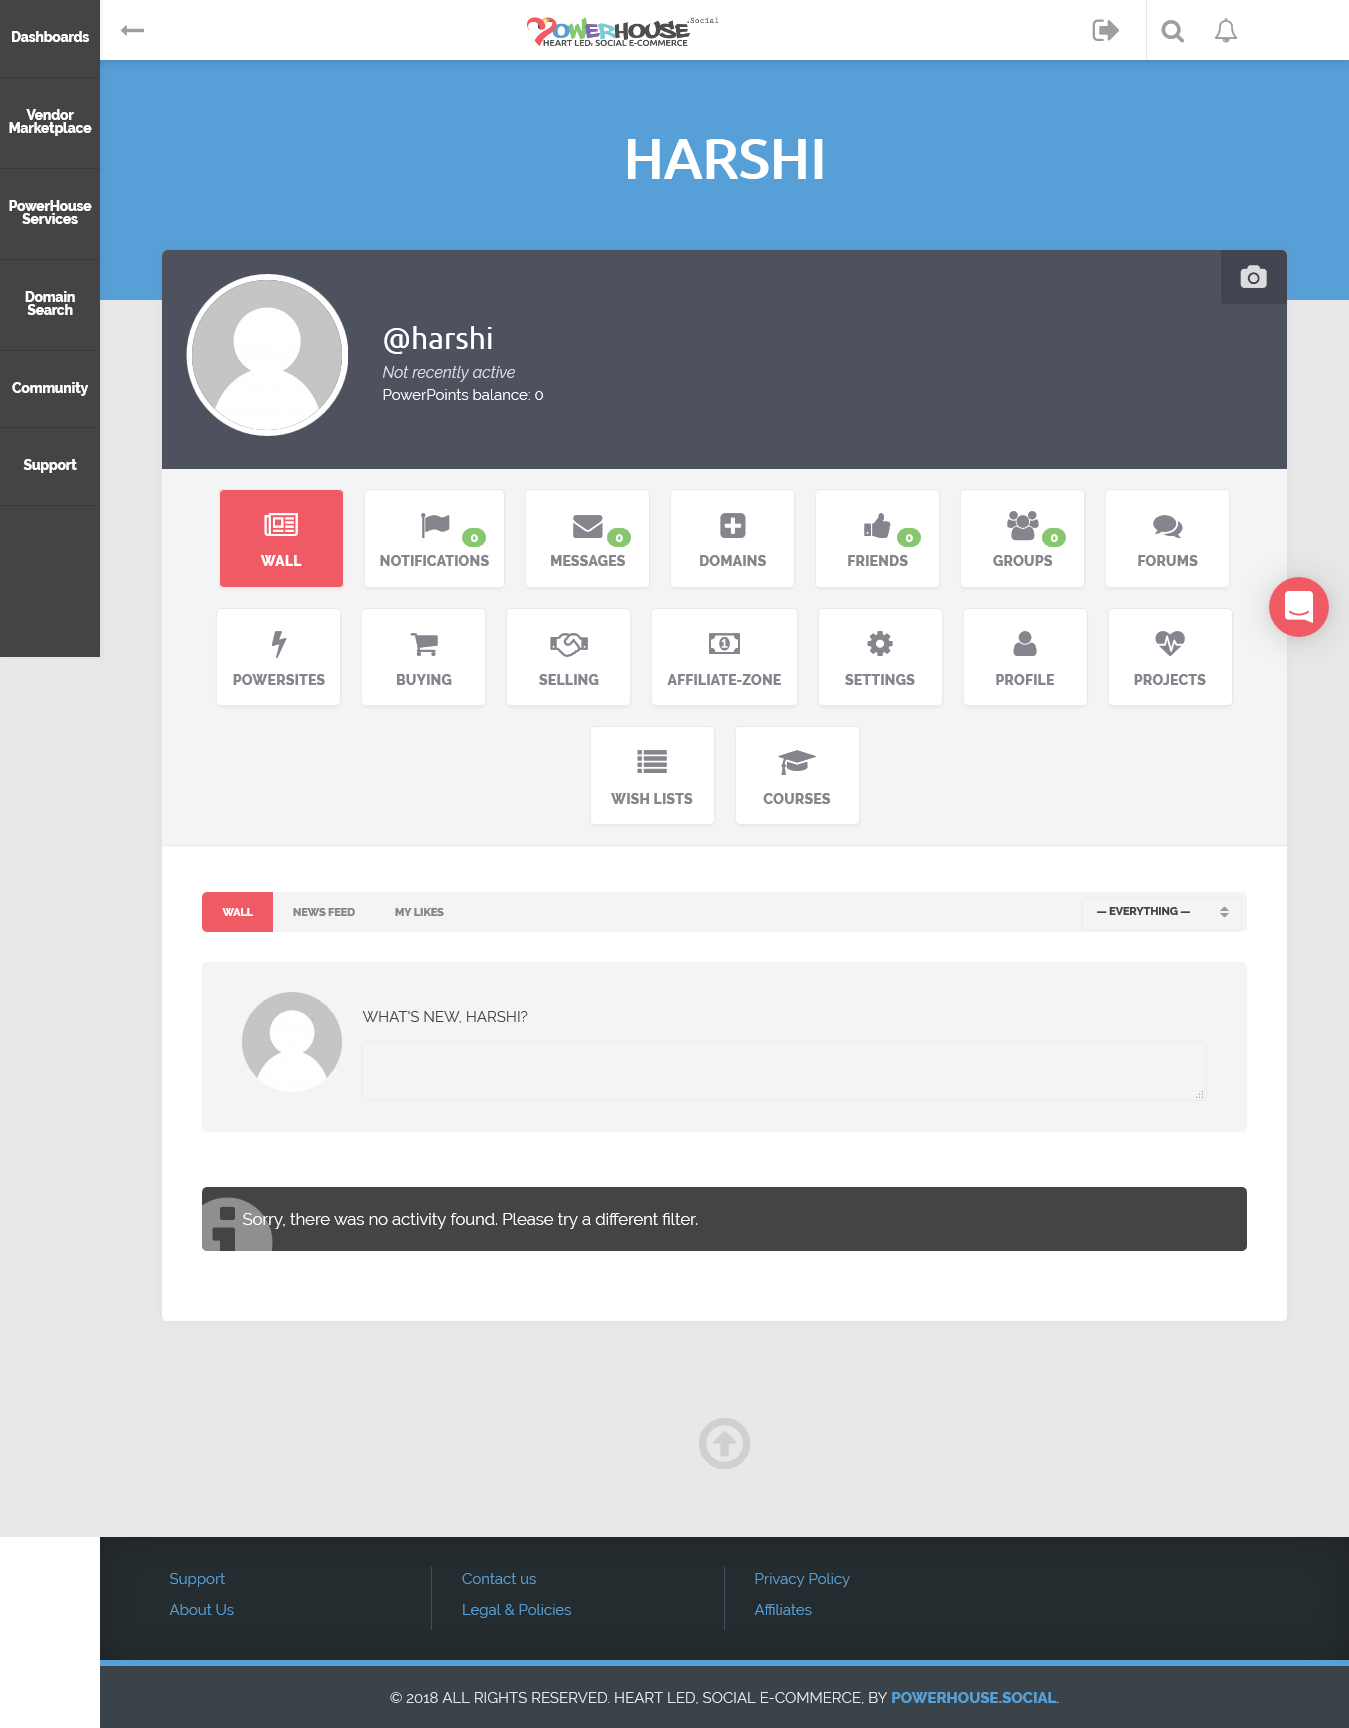 Dashboards
Vendor
Marketplace
PowerHouse
Services
Domain
Search
Community
Support
POWERHOUSE.Social
HEART LED, SOCIAL E-COMMERCE
HARSHI
@harshi
Not recently active
PowerPoints balance: 0
WALL
0
NOTIFICATIONS
0
MESSAGES
DOMAINS
0
FRIENDS
0
GROUPS
FORUMS
POWERSITES
BUYING
SELLING
1
AFFILIATE-ZONE
SETTINGS
PROFILE
PROJECTS
WISH LISTS
COURSES
WALL NEWS FEED MY LIKES — EVERYTHING —
WHAT'S NEW, HARSHI?
Sorry, there was no activity found. Please try a different filter.
Support
About Us
Contact us
Legal & Policies
Privacy Policy
Affiliates
© 2018 ALL RIGHTS RESERVED. HEART LED, SOCIAL E-COMMERCE, BY POWERHOUSE.SOCIAL.